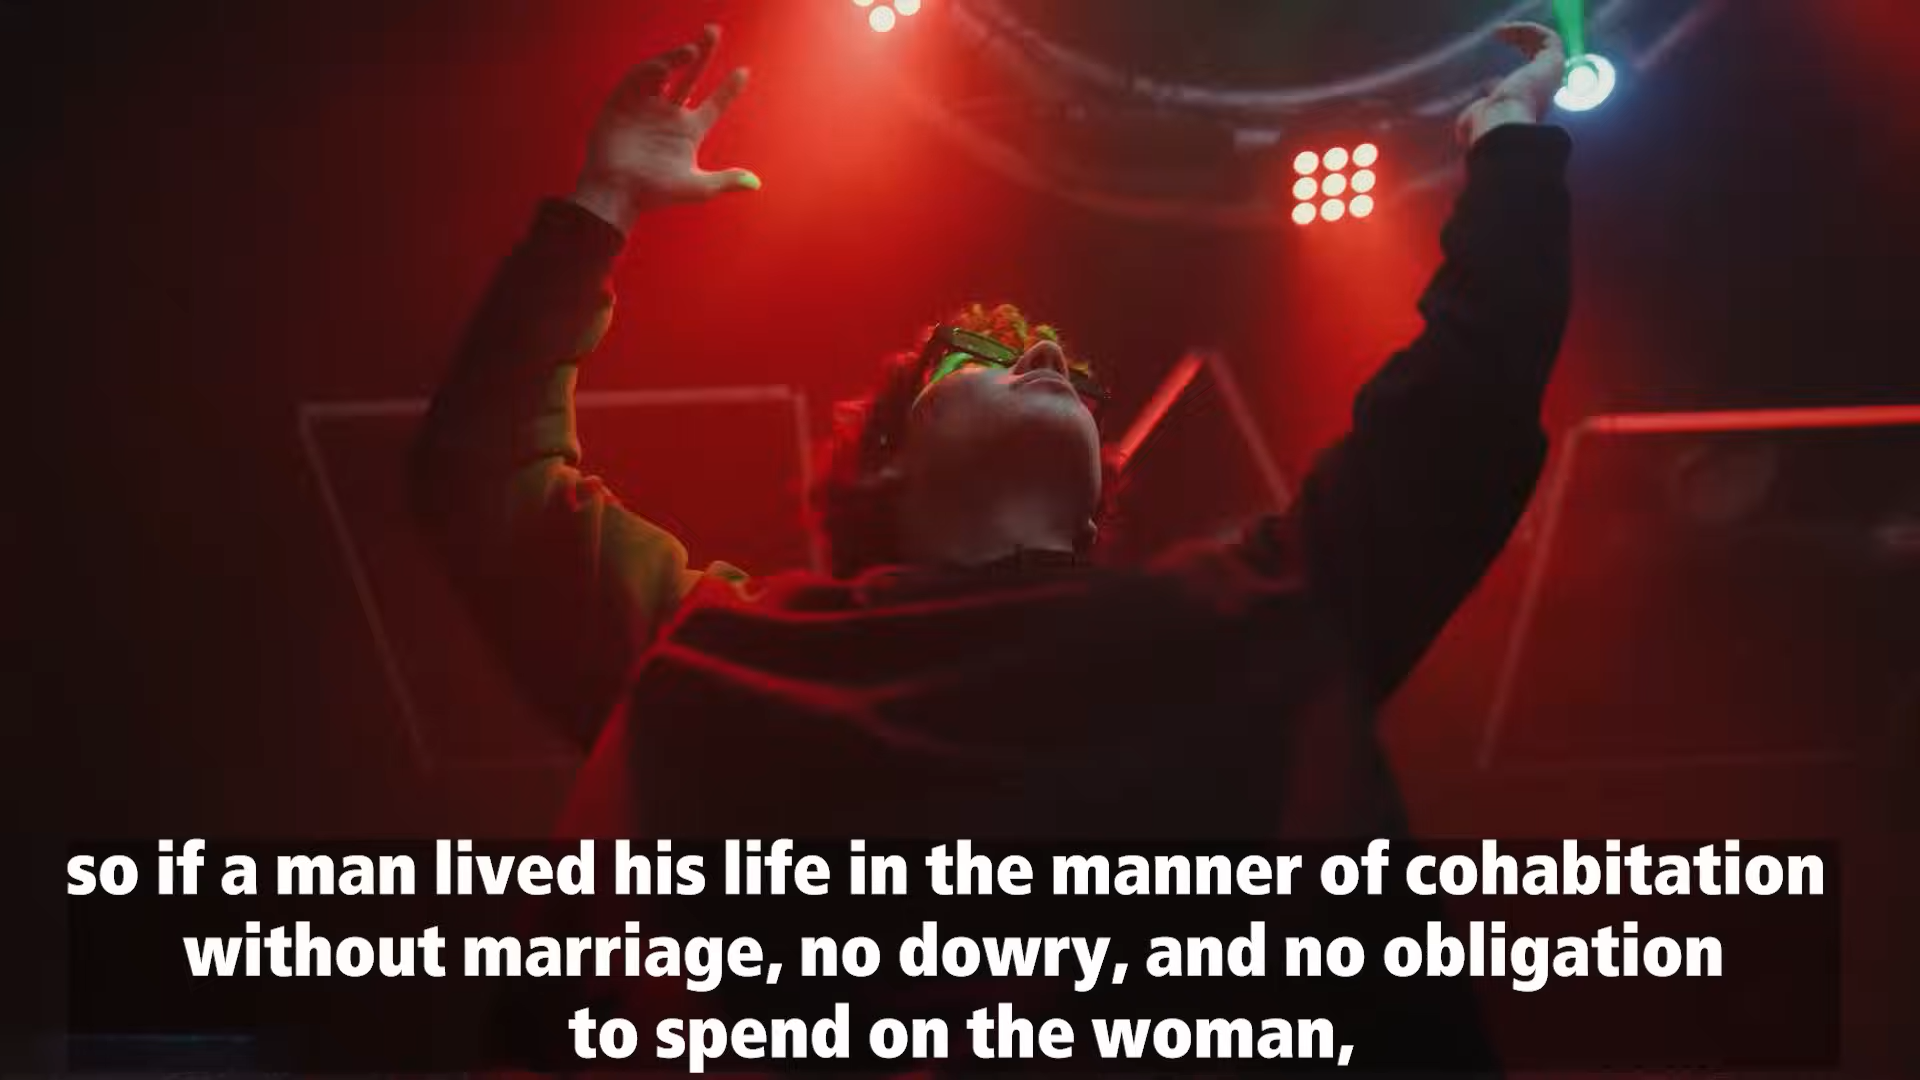 so if a man lived his life in the manner of cohabitation
without marriage, no dowry, and no obligation
to spend on the woman,